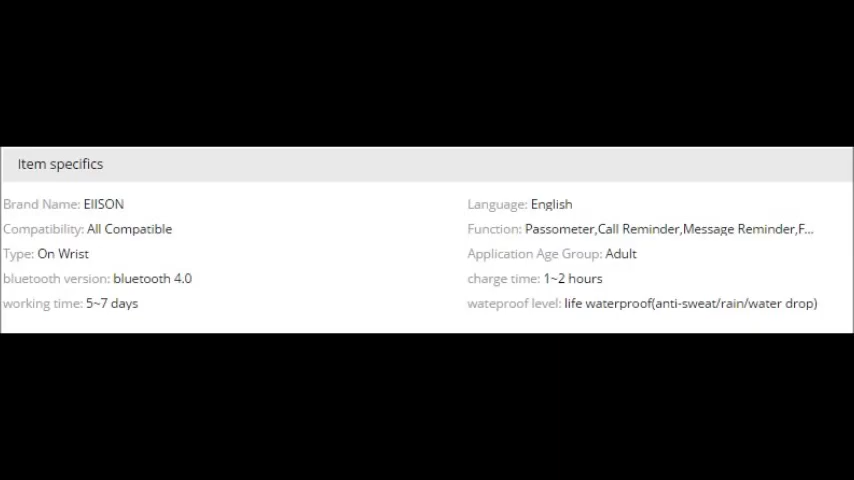 Item specifics
Brand Name: EIISON
Language: English
Compatibility: All Compatible
Function: Passometer,Call Reminder,Message Reminder,F...
Type: On Wrist
Application Age Group: Adult
bluetooth version: bluetooth 4.0
charge time: 1~2 hours
working time: 5~7 days
wateproof level: life waterproof(anti-sweat/rain/water drop)